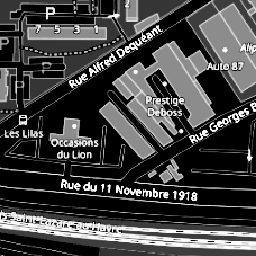 P
7 5 3 1
P
P
P
Rue Alfred Dequéant
Auto 87
Prestige
Deboss
Rue Georges
Les Lilas
Occasions
du Lion
Rue du 11 Novembre 1918